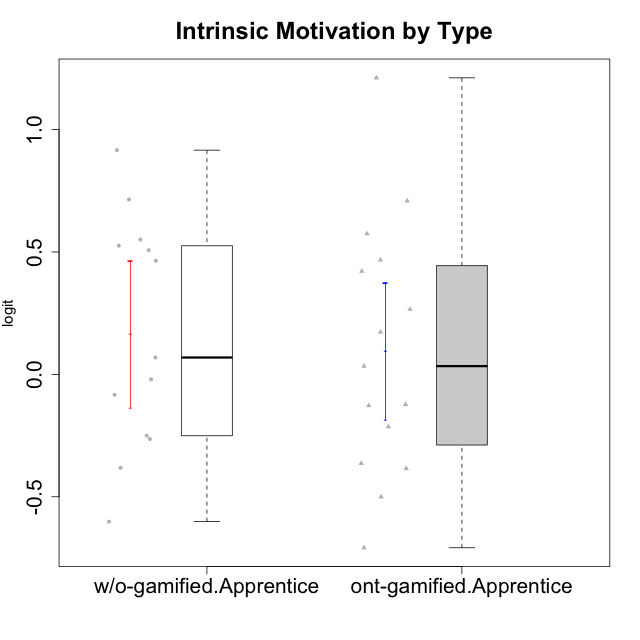 Intrinsic Motivation by Type
logit
1.0
0.5
0.0
-0.5
w/o-gamified.Apprentice
ont-gamified.Apprentice